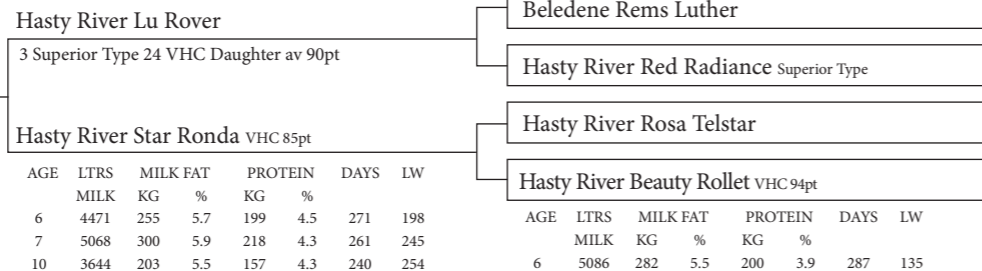 Hasty River Lu Rover
3 Superior Type 24 VHC Daughter av 90pt
Hasty River Star Ronda VHC 85pt
AGE LTRS MILK FAT PROTEIN DAYS LW
MILK KG % KG %
6 4471 255 5.7 199 4.5 271 198
7 5068 300 5.9 218 4.3 261 245
10 3644 203 5.5 157 4.3 240 254
Beledene Rems Luther
Hasty River Red Radiance Superior Type
Hasty River Rosa Telstar
Hasty River Beauty Rollet VHC 94pt
AGE LTRS MILK FAT PROTEIN DAYS LW
MILK KG % KG %
6 5086 282 5.5 200 3.9 287 135